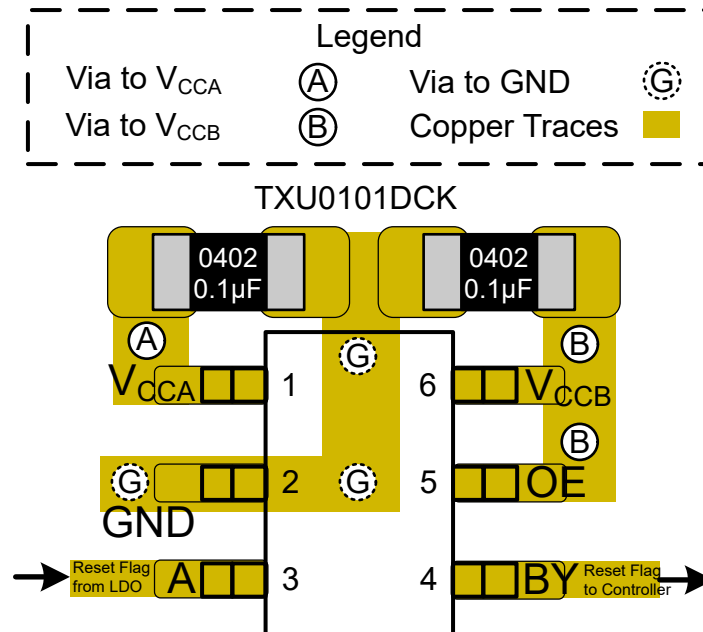 Legend
Via to VCCA A Via to GND G
Via to VCCB B Copper Traces
TXU0101DCK
0402
0.1µF
0402
0.1µF
A
G
B
VCCA 1 6 VCCB
B
G 2 G 5 OE
GND
Reset Flag
from LDO
A 3 4 BY
Reset Flag
to Controller